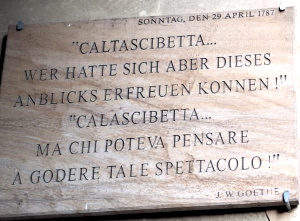 SONNTAG, DEN 29 APRIL 1787
"CALTASCIBETTA...
WER HATTE SICH ABER DIESES
ANBLICKS ERFREUEN KONNEN !"
"CALASCIBETTA...
MA CHI POTEVA PENSARE
A GODERE TALE SPETTACOLO !"
J. W. GOETHE